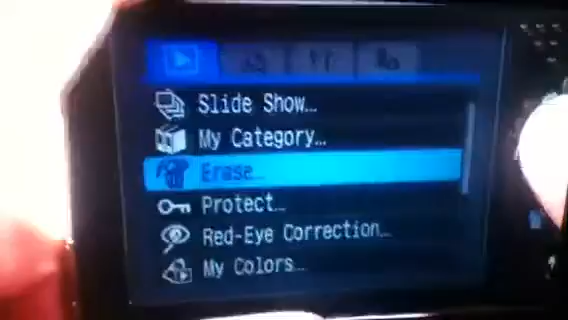 Slide Show...
My Category...
Erase...
Protect...
Red-Eye Correction...
My Colors...